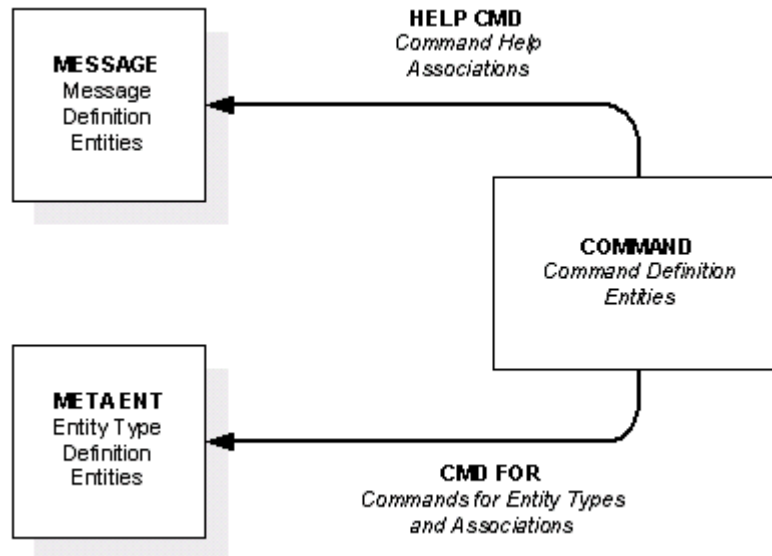 HELP CMD
Command Help
Associations
MESSAGE
Message
Definition
Entities
COMMAND
Command Definition
Entities
META ENT
Entity Type
Definition
Entities
CMD FOR
Commands for Entity Types
and Associations